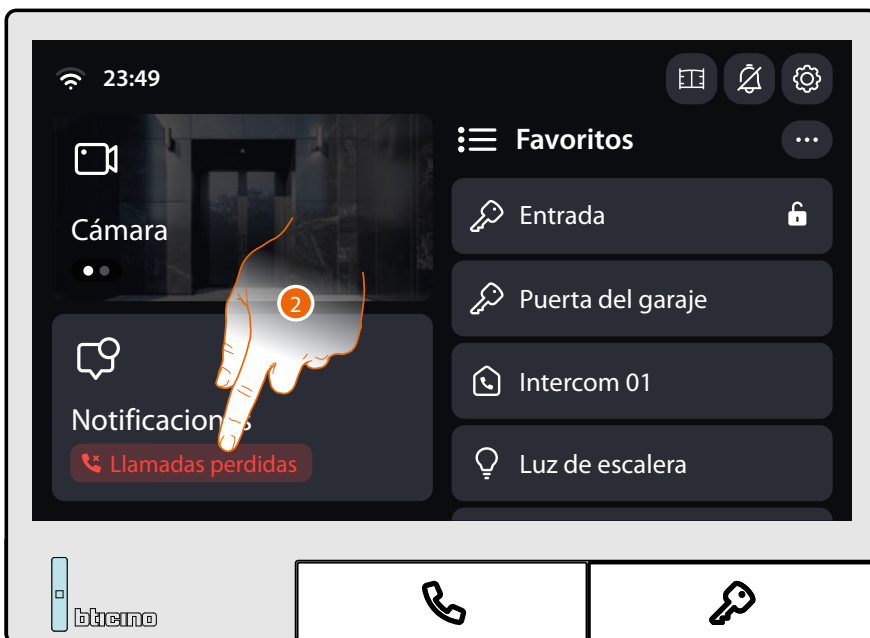 23:49
Cámara
2
Notificaciones
Llamadas perdidas
Favoritos
Entrada
Puerta del garaje
Intercom 01
Luz de escalera
bticino